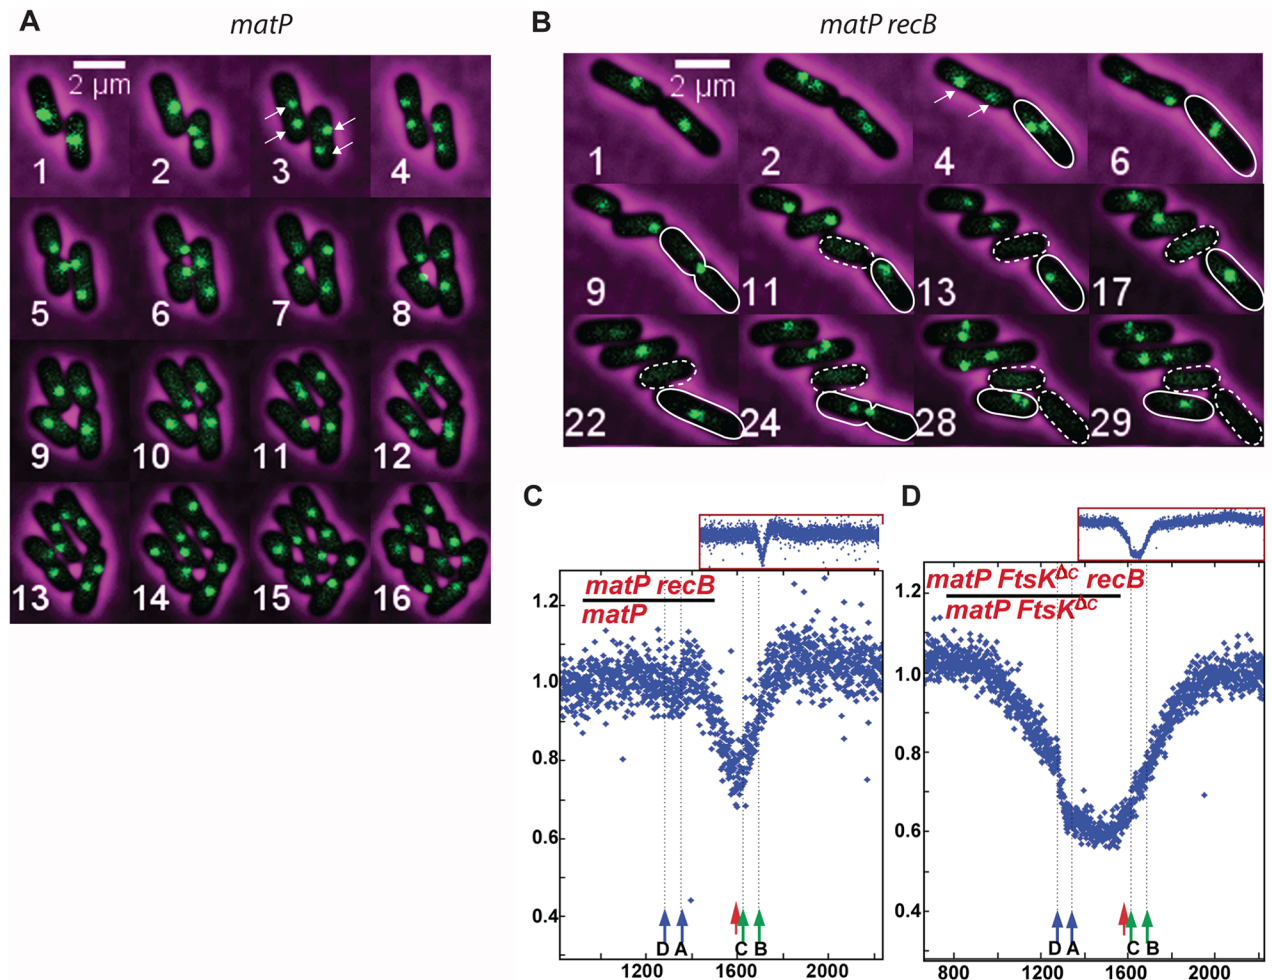 A
matP
2 µm
1
2
3
4
5
6
7
8
9
10
11
12
13
14
15
16
B
matP recB
2 µm
1
2
4
6
9
11
13
17
22
24
28
29
C
matP recB
matP
1.2
1.0
0.8
0.6
0.4
D A C B
1200 1600 2000
D
matP FtsKΔC recB
matP FtsKΔC
1.2
1.0
0.8
0.6
0.4
D A C B
800 1200 1600 2000